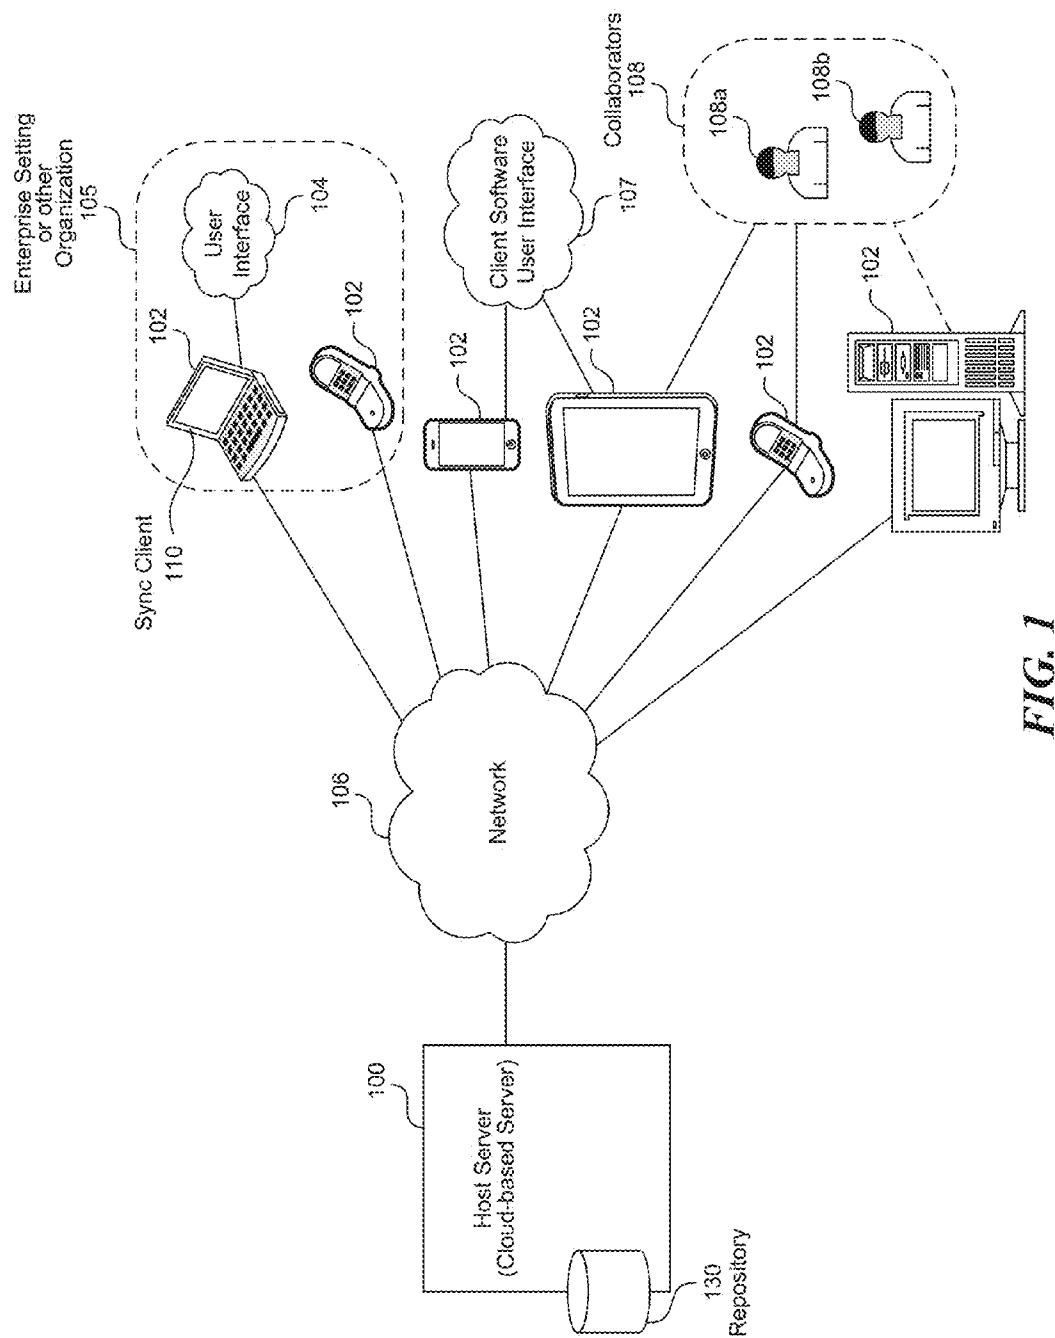 Enterprise Setting
or other
Organization
105
User
Interface
104
102
102
Sync Client
110
Client Software
User Interface
107
102
102
Collaborators
108
108a
108b
102
102
106
Network
100
Host Server
(Cloud-based Server)
130
Repository
FIG. 1